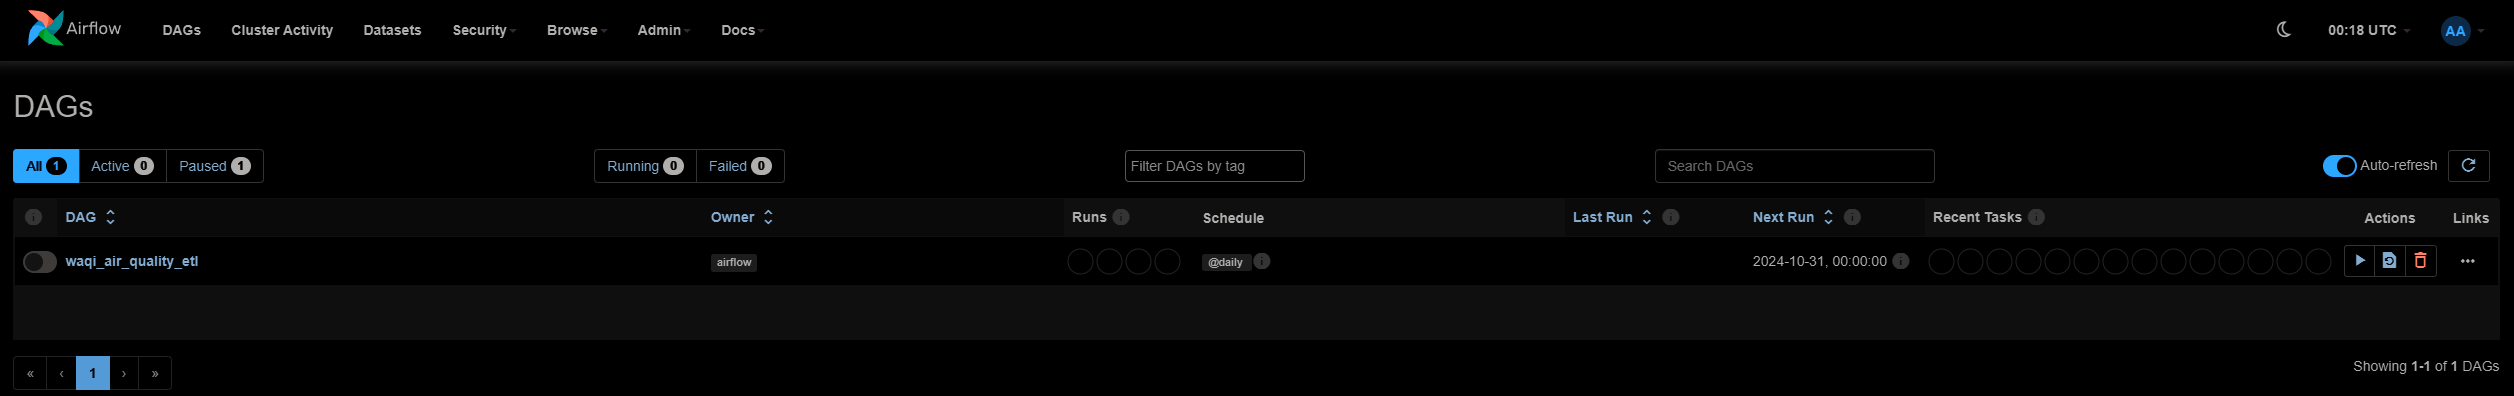 Airflow DAGs Cluster Activity Datasets Security Browse Admin Docs 00:18 UTC AA
DAGs
All 1 Active 0 Paused 1 Running 0 Failed 0 Filter DAGs by tag Search DAGs Auto-refresh
DAG Owner Runs Schedule Last Run Next Run Recent Tasks Actions Links
waqi_air_quality_etl airflow @daily 2024-10-31, 00:00:00
« ‹ 1 › »
Showing 1-1 of 1 DAGs